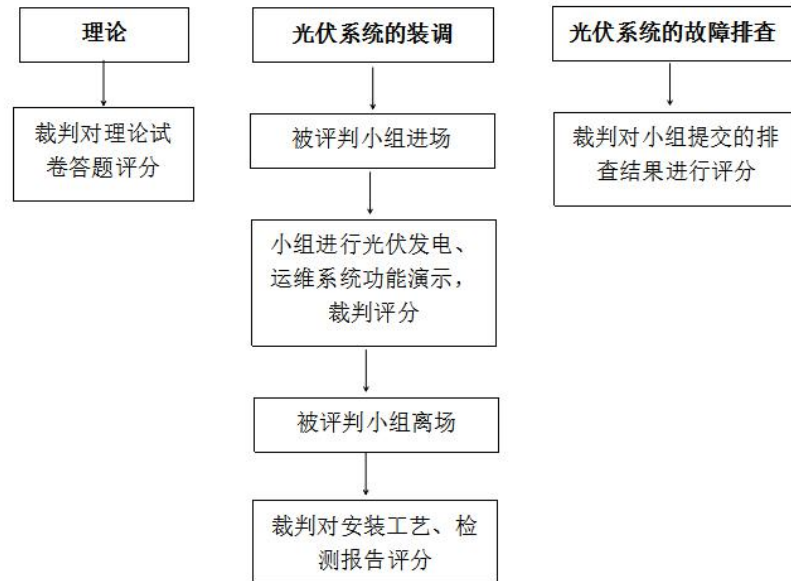 理论
裁判对理论试
卷答题评分
光伏系统的装调
被评判小组进场
小组进行光伏发电、
运维系统功能演示，
裁判评分
被评判小组离场
裁判对安装工艺、检
测报告评分
光伏系统的故障排查
裁判对小组提交的排
查结果进行评分